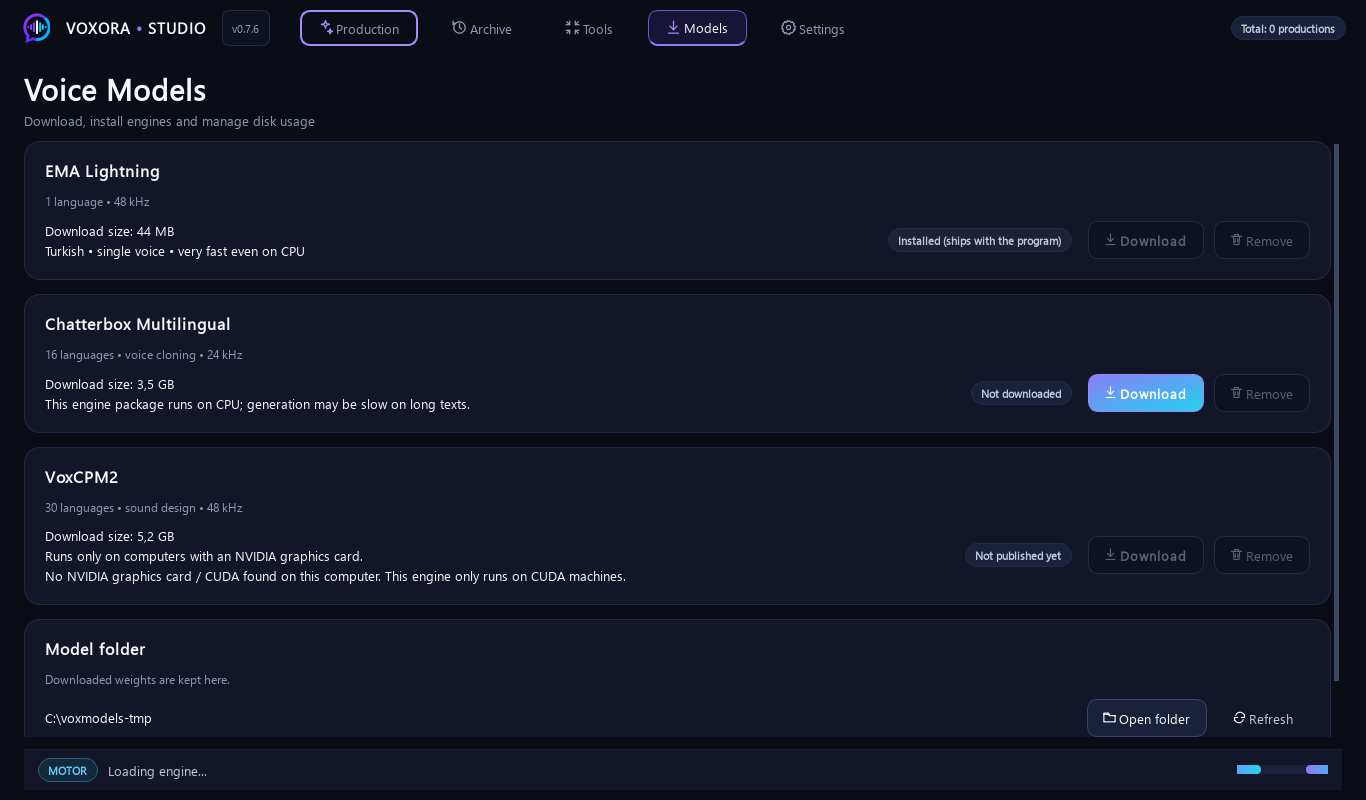 VOXORA • STUDIO
v0.7.6
Production
Archive
Tools
Models
Settings
Total: 0 productions
Voice Models
Download, install engines and manage disk usage
EMA Lightning
1 language • 48 kHz
Download size: 44 MB
Turkish • single voice • very fast even on CPU
Installed (ships with the program)
Download
Remove
Chatterbox Multilingual
16 languages • voice cloning • 24 kHz
Download size: 3,5 GB
This engine package runs on CPU; generation may be slow on long texts.
Not downloaded
Download
Remove
VoxCPM2
30 languages • sound design • 48 kHz
Download size: 5,2 GB
Runs only on computers with an NVIDIA graphics card.
No NVIDIA graphics card / CUDA found on this computer. This engine only runs on CUDA machines.
Not published yet
Download
Remove
Model folder
Downloaded weights are kept here.
C:\voxmodels-tmp
Open folder
Refresh
MOTOR
Loading engine...